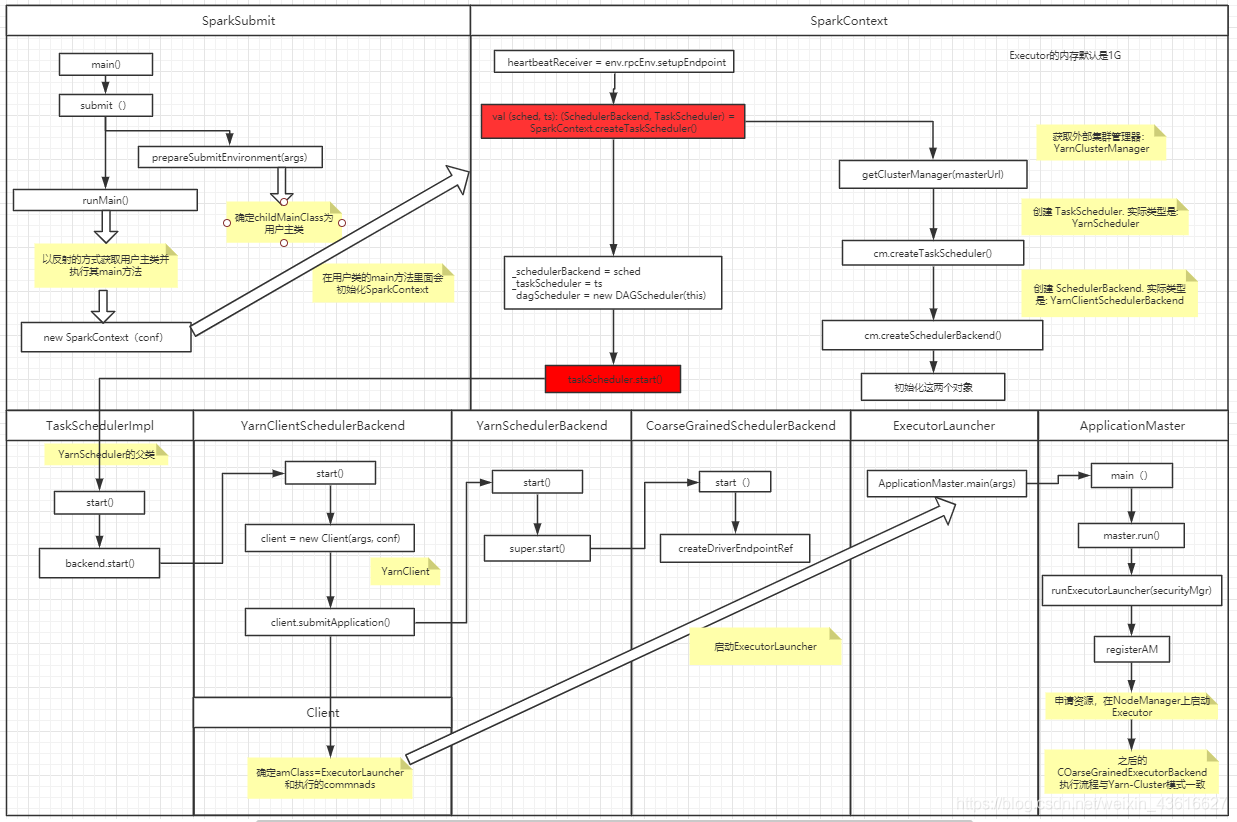 SparkSubmit
main()
submit（）
prepareSubmitEnvironment(args)
runMain()
确定childMainClass为
用户主类
以反射的方式获取用户主类并
执行其main方法
在用户类的main方法里面会
初始化SparkContext
new SparkContext（conf）
SparkContext
heartbeatReceiver = env.rpcEnv.setupEndpoint
Executor的内存默认是1G
val (sched, ts): (SchedulerBackend, TaskScheduler) =
SparkContext.createTaskScheduler()
获取外部集群管理器：
YarnClusterManager
getClusterManager(masterUrl)
创建 TaskScheduler. 实际类型是:
YarnScheduler
cm.createTaskScheduler()
_schedulerBackend = sched
_taskScheduler = ts
_dagScheduler = new DAGScheduler(this)
创建 SchedulerBackend. 实际类型
是: YarnClientSchedulerBackend
cm.createSchedulerBackend()
taskScheduler.start()
初始化这两个对象
TaskSchedulerImpl
YarnScheduler的父类
start()
backend.start()
YarnClientSchedulerBackend
start()
client = new Client(args, conf)
YarnClient
client.submitApplication()
Client
确定amClass=ExecutorLauncher
和执行的commnads
YarnSchedulerBackend
start()
super.start()
CoarseGrainedSchedulerBackend
start（）
createDriverEndpointRef
启动ExecutorLauncher
ExecutorLauncher
ApplicationMaster.main(args)
ApplicationMaster
main（）
master.run()
runExecutorLauncher(securityMgr)
registerAM
申请资源，在NodeManager上启动
Executor
之后的
COarseGrainedExecutorBackend
执行流程与Yarn-Cluster模式一致
https://blog.csdn.net/weixin_43616627